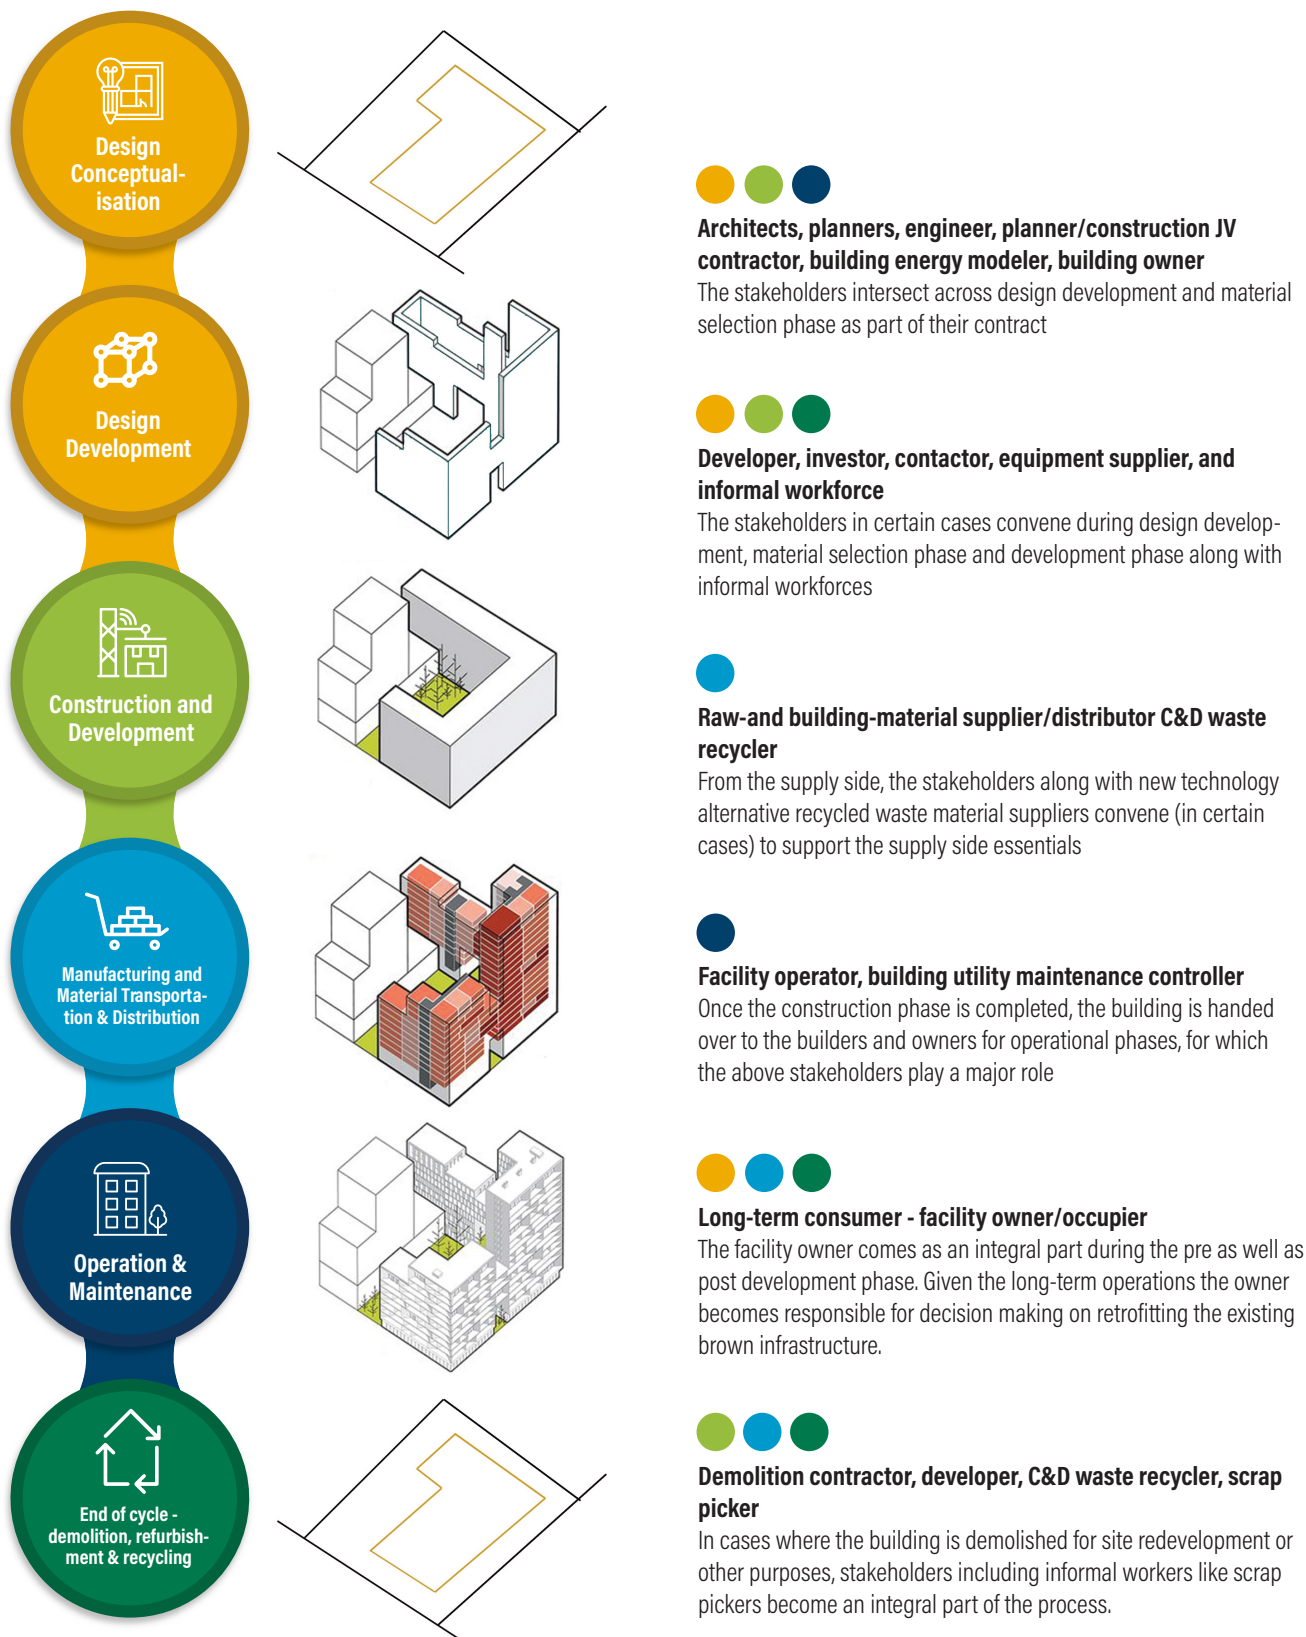 Design
Conceptual-
isation
Design
Development
Construction and
Development
Manufacturing and
Material Transporta-
tion & Distribution
Operation &
Maintenance
End of cycle -
demolition, refurbish-
ment & recycling
Architects, planners, engineer, planner/construction JV
contractor, building energy modeler, building owner
The stakeholders intersect across design development and material
selection phase as part of their contract
Developer, investor, contactor, equipment supplier, and
informal workforce
The stakeholders in certain cases convene during design develop-
ment, material selection phase and development phase along with
informal workforces
Raw-and building-material supplier/distributor C&D waste
recycler
From the supply side, the stakeholders along with new technology
alternative recycled waste material suppliers convene (in certain
cases) to support the supply side essentials
Facility operator, building utility maintenance controller
Once the construction phase is completed, the building is handed
over to the builders and owners for operational phases, for which
the above stakeholders play a major role
Long-term consumer - facility owner/occupier
The facility owner comes as an integral part during the pre as well as
post development phase. Given the long-term operations the owner
becomes responsible for decision making on retrofitting the existing
brown infrastructure.
Demolition contractor, developer, C&D waste recycler, scrap
picker
In cases where the building is demolished for site redevelopment or
other purposes, stakeholders including informal workers like scrap
pickers become an integral part of the process.